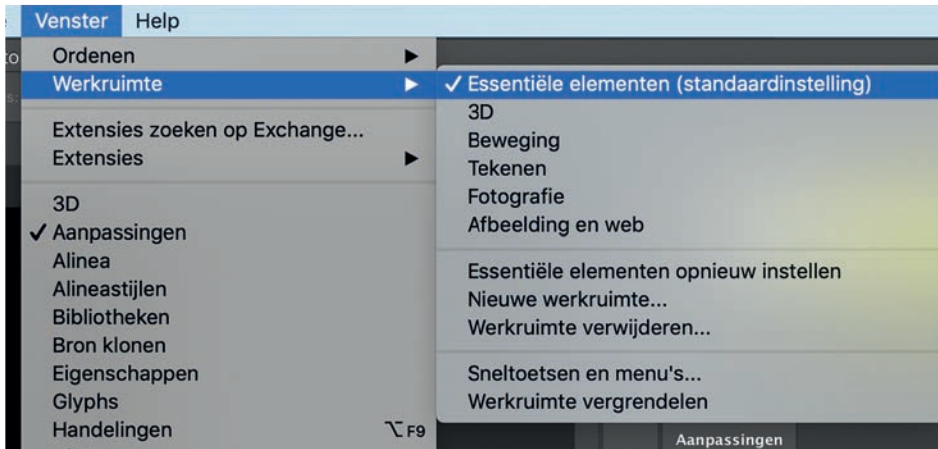 Venster Help
Ordenen
Werkruimte
Extensies zoeken op Exchange...
Extensies
3D
✓ Aanpassingen
Alinea
Alineastijlen
Bibliotheken
Bron klonen
Eigenschappen
Glyphs
Handelingen ⌥F9
✓ Essentiële elementen (standaardinstelling)
3D
Beweging
Tekenen
Fotografie
Afbeelding en web
Essentiële elementen opnieuw instellen
Nieuwe werkruimte...
Werkruimte verwijderen...
Sneltoetsen en menu's...
Werkruimte vergrendelen
Aanpassingen